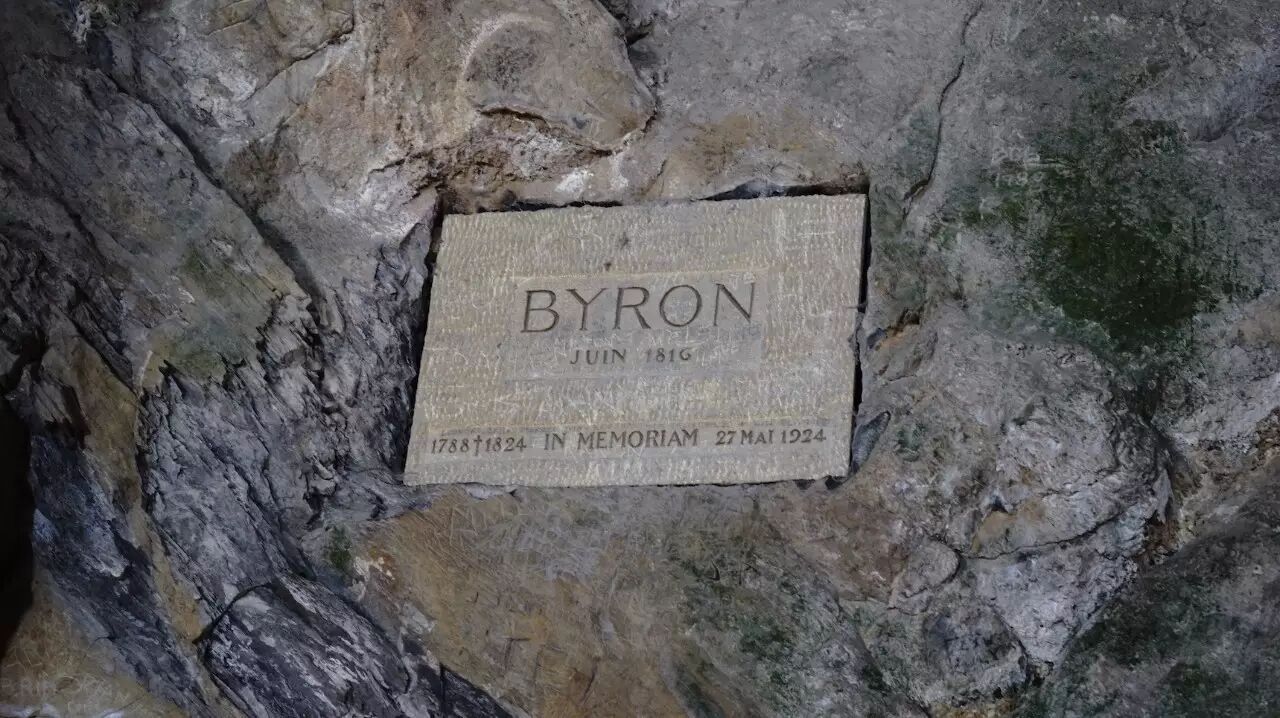 BYRON
JUIN 1816
1788†1824 IN MEMORIAM 27 MAI 1924